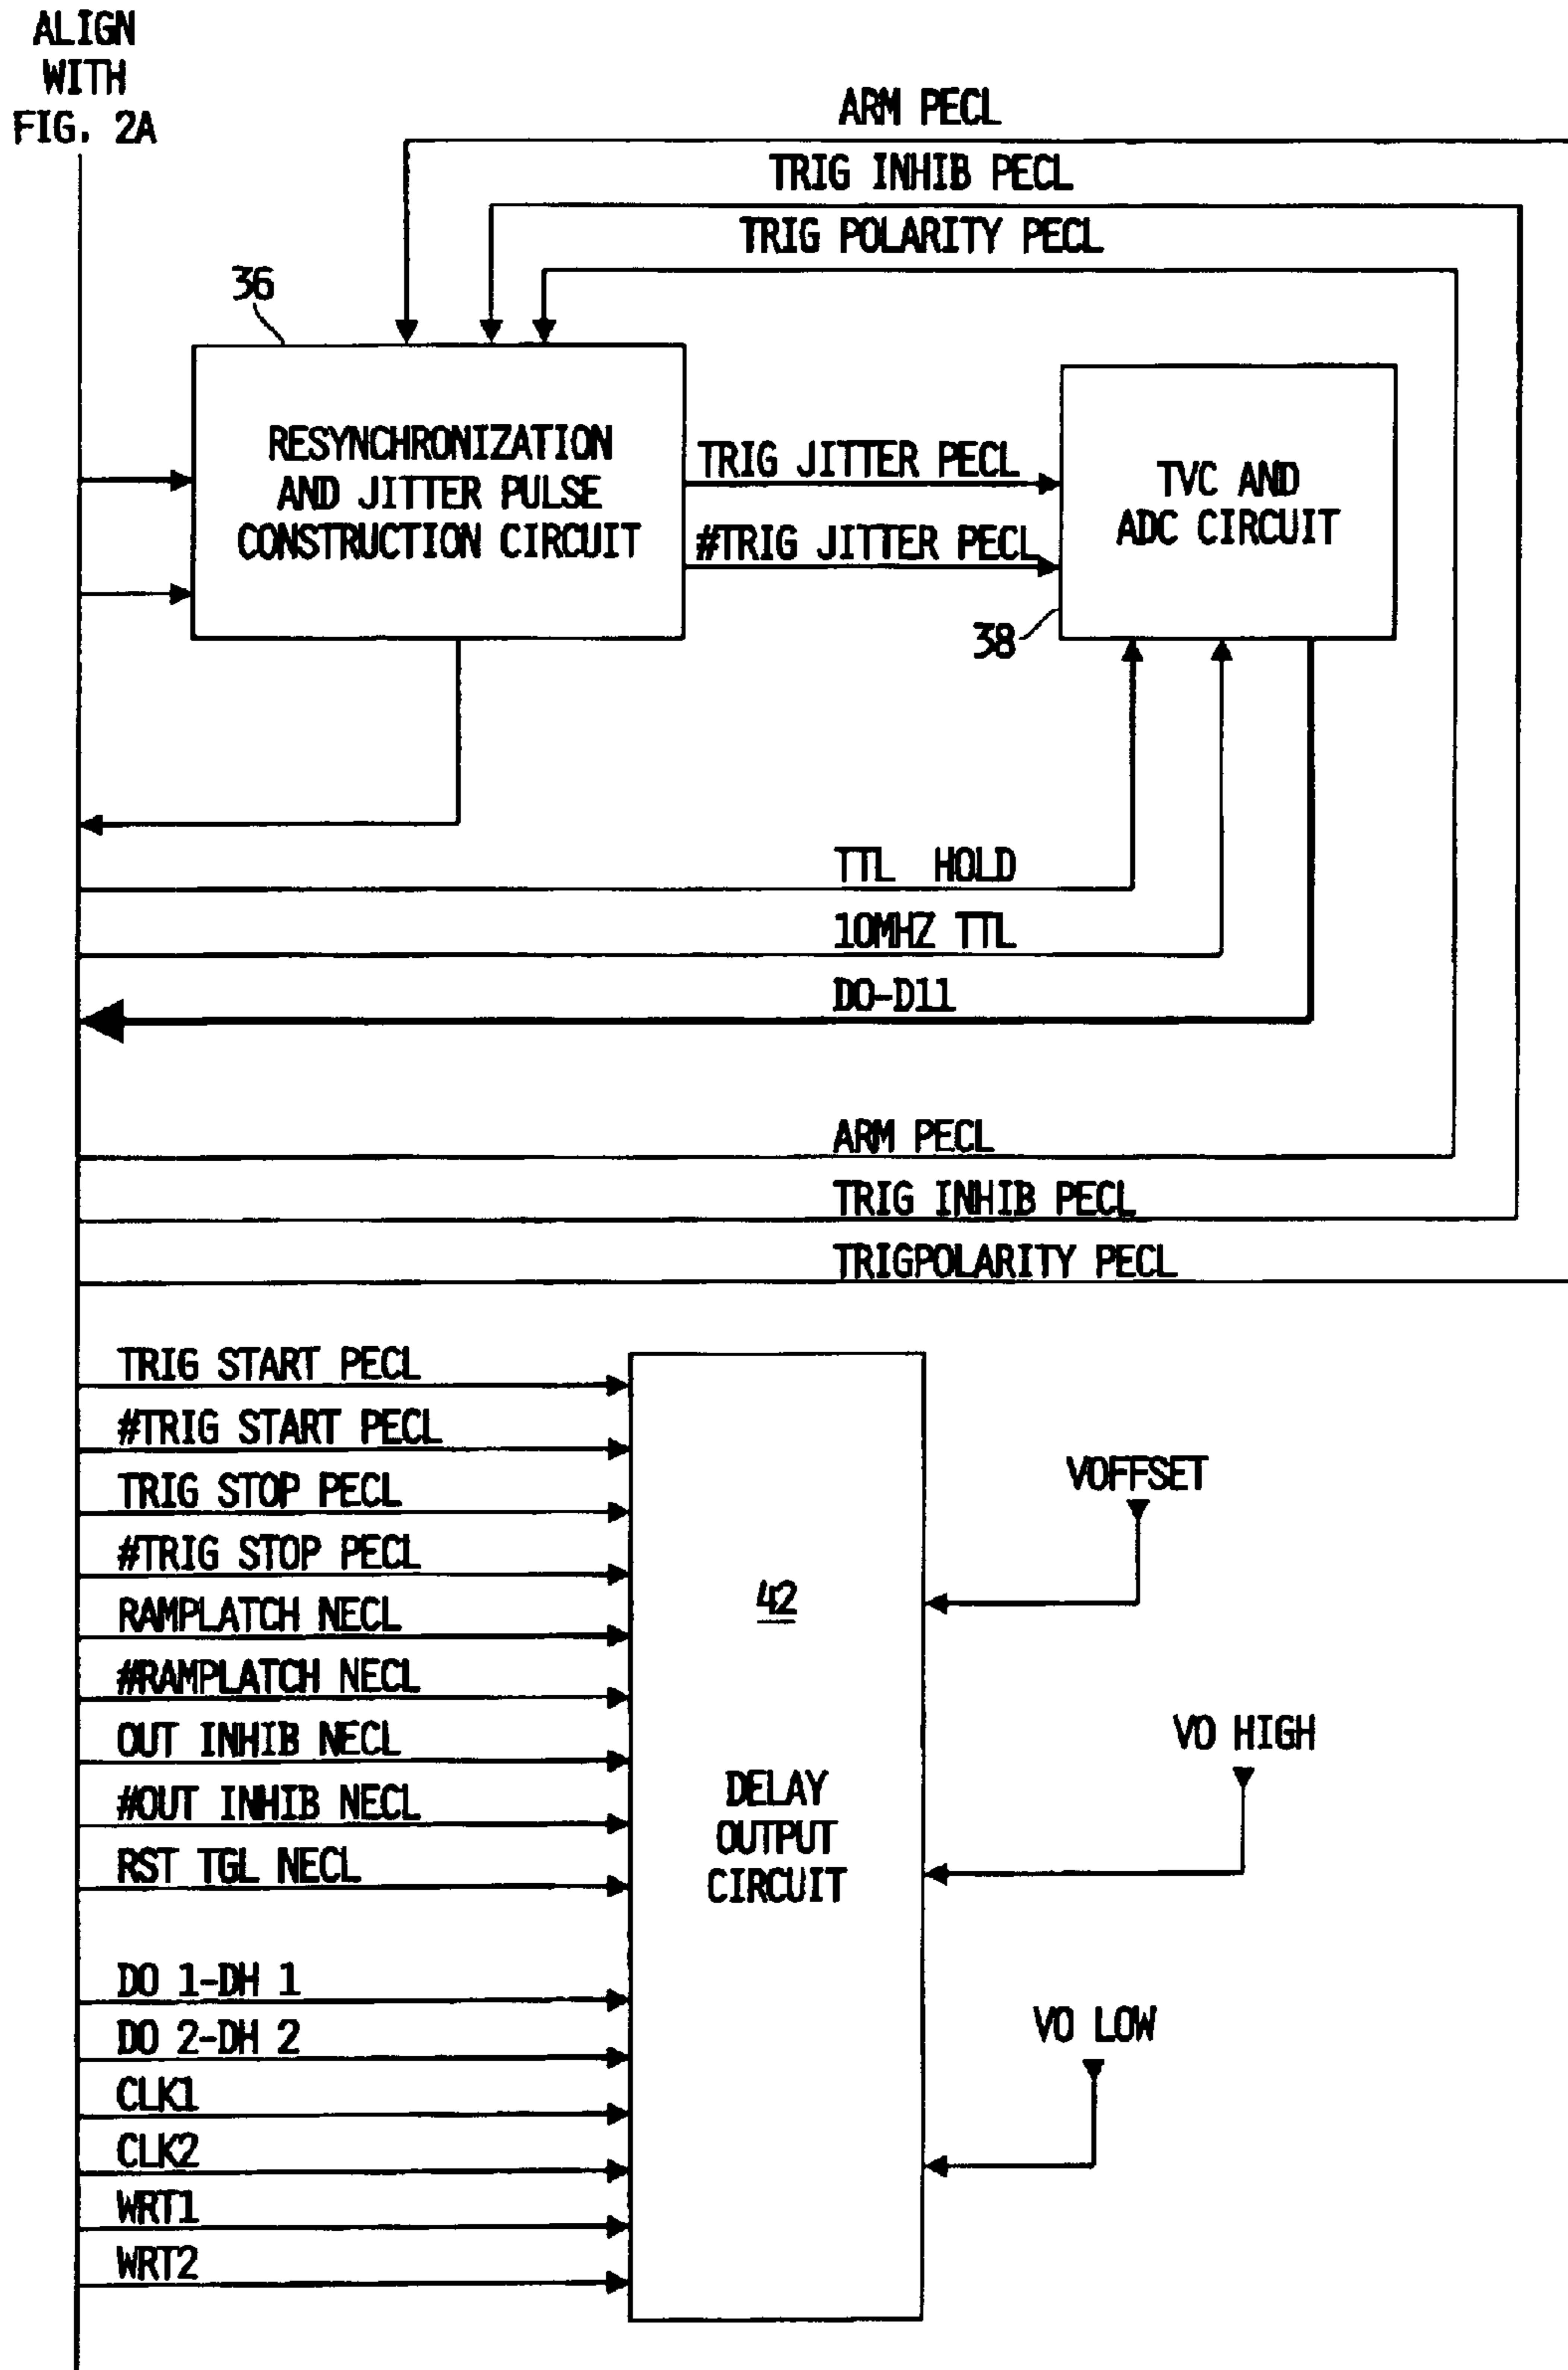 ALIGN
WITH
FIG. 2A
ARM PECL
TRIG INHIB PECL
TRIG POLARITY PECL
36
RESYNCHRONIZATION
AND JITTER PULSE
CONSTRUCTION CIRCUIT
TRIG JITTER PECL
#TRIG JITTER PECL
TVC AND
ADC CIRCUIT
38
TTL HOLD
10MHZ TTL
D0-D11
ARM PECL
TRIG INHIB PECL
TRIGPOLARITY PECL
TRIG START PECL
#TRIG START PECL
TRIG STOP PECL
#TRIG STOP PECL
RAMPLATCH NECL
#RAMPLATCH NECL
OUT INHIB NECL
#OUT INHIB NECL
RST TGL NECL
DO 1-DH 1
DO 2-DH 2
CLK1
CLK2
WRT1
WRT2
42
DELAY
OUTPUT
CIRCUIT
VOFFSET
VO HIGH
VO LOW